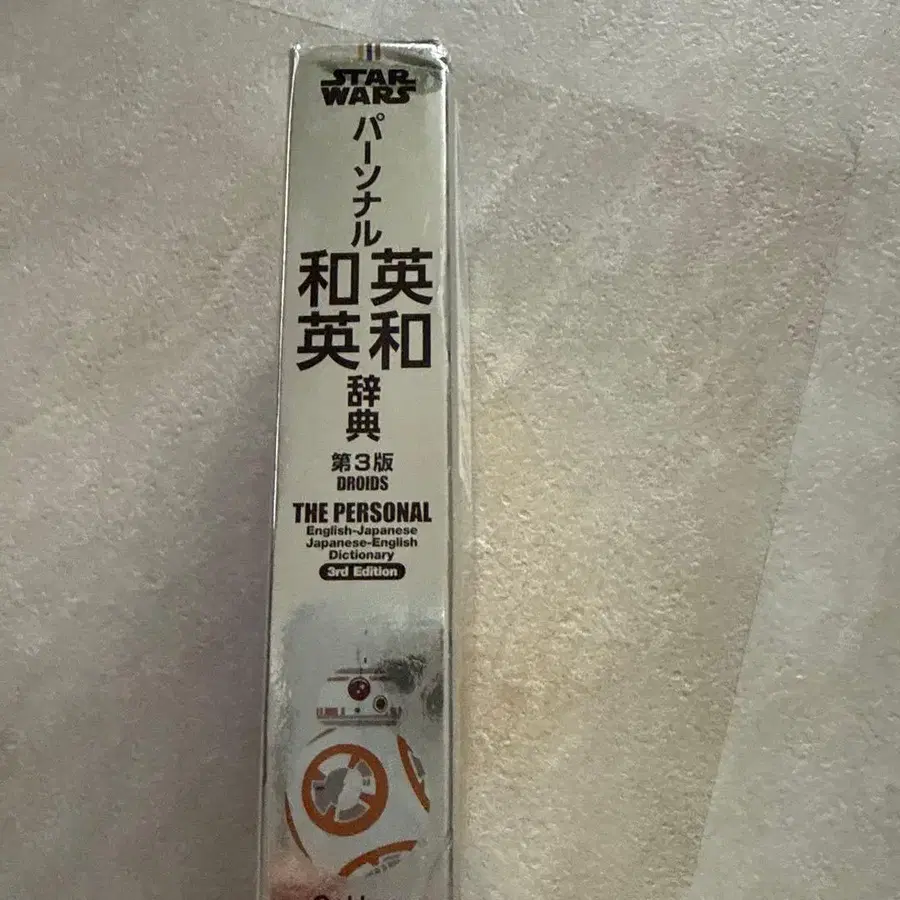 STAR
WARS
パーソナル
英和
和英
辞典
第3版
DROIDS
THE PERSONAL
English-Japanese
Japanese-English
Dictionary
3rd Edition